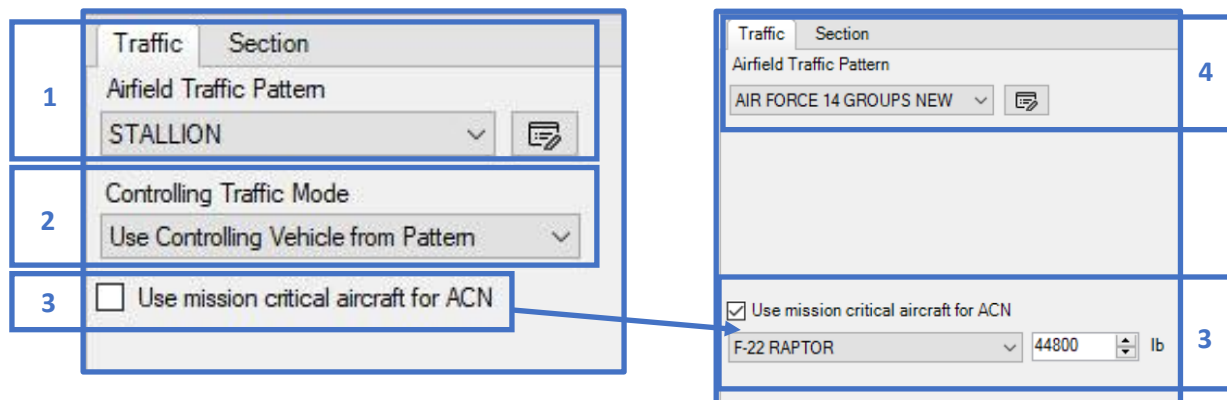 1
Traffic Section
Airfield Traffic Pattern
STALLION
2
Controlling Traffic Mode
Use Controlling Vehicle from Pattern
3
Use mission critical aircraft for ACN
Traffic Section
Airfield Traffic Pattern
AIR FORCE 14 GROUPS NEW
4
Use mission critical aircraft for ACN
F-22 RAPTOR 44800 lb
3